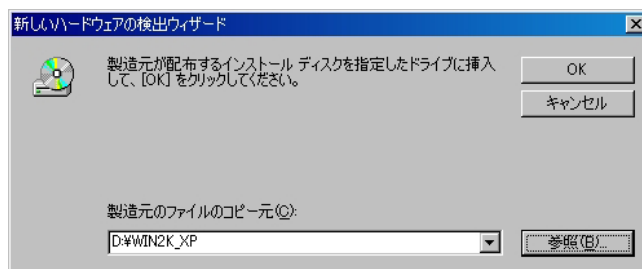 新しいハードウェアの検出ウィザード
製造元が配布するインストール ディスクを指定したドライブに挿入
して、[OK] をクリックしてください。
OK
キャンセル
製造元のファイルのコピー元(C):
D:¥WIN2K_XP
参照(B)...